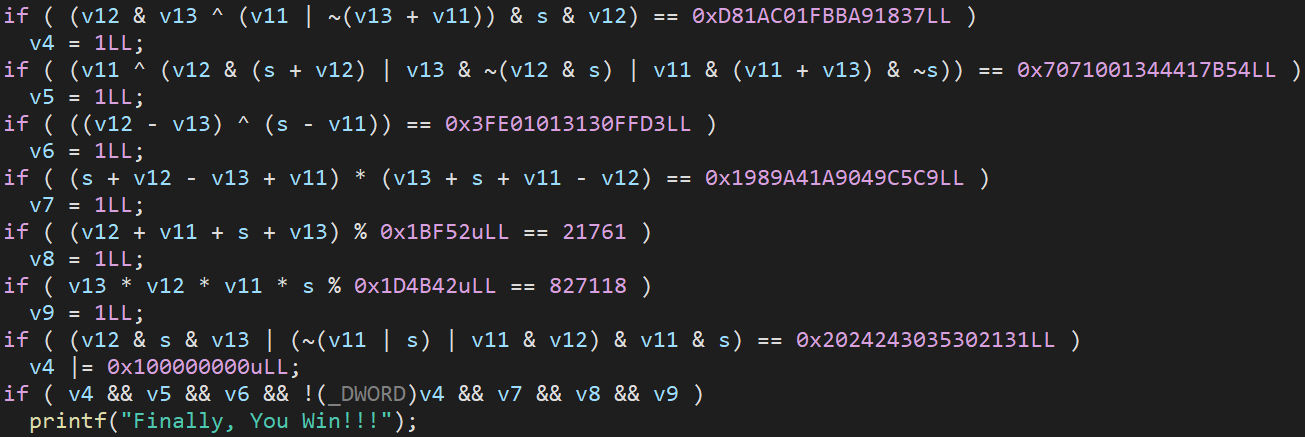 if ( (v12 & v13 ^ (v11 | ~(v13 + v11)) & s & v12) == 0xD81AC01FBBA91837LL )
  v4 = 1LL;
if ( (v11 ^ (v12 & (s + v12) | v13 & ~(v12 & s) | v11 & (v11 + v13) & ~s)) == 0x7071001344417B54LL )
  v5 = 1LL;
if ( ((v12 - v13) ^ (s - v11)) == 0x3FE01013130FFD3LL )
  v6 = 1LL;
if ( (s + v12 - v13 + v11) * (v13 + s + v11 - v12) == 0x1989A41A9049C5C9LL )
  v7 = 1LL;
if ( (v12 + v11 + s + v13) % 0x1BF52uLL == 21761 )
  v8 = 1LL;
if ( v13 * v12 * v11 * s % 0x1D4B42uLL == 827118 )
  v9 = 1LL;
if ( (v12 & s & v13 | (~(v11 | s) | v11 & v12) & v11 & s) == 0x2024243035302131LL )
  v4 |= 0x100000000uLL;
if ( v4 && v5 && v6 && !(_DWORD)v4 && v7 && v8 && v9 )
  printf("Finally, You Win!!!");